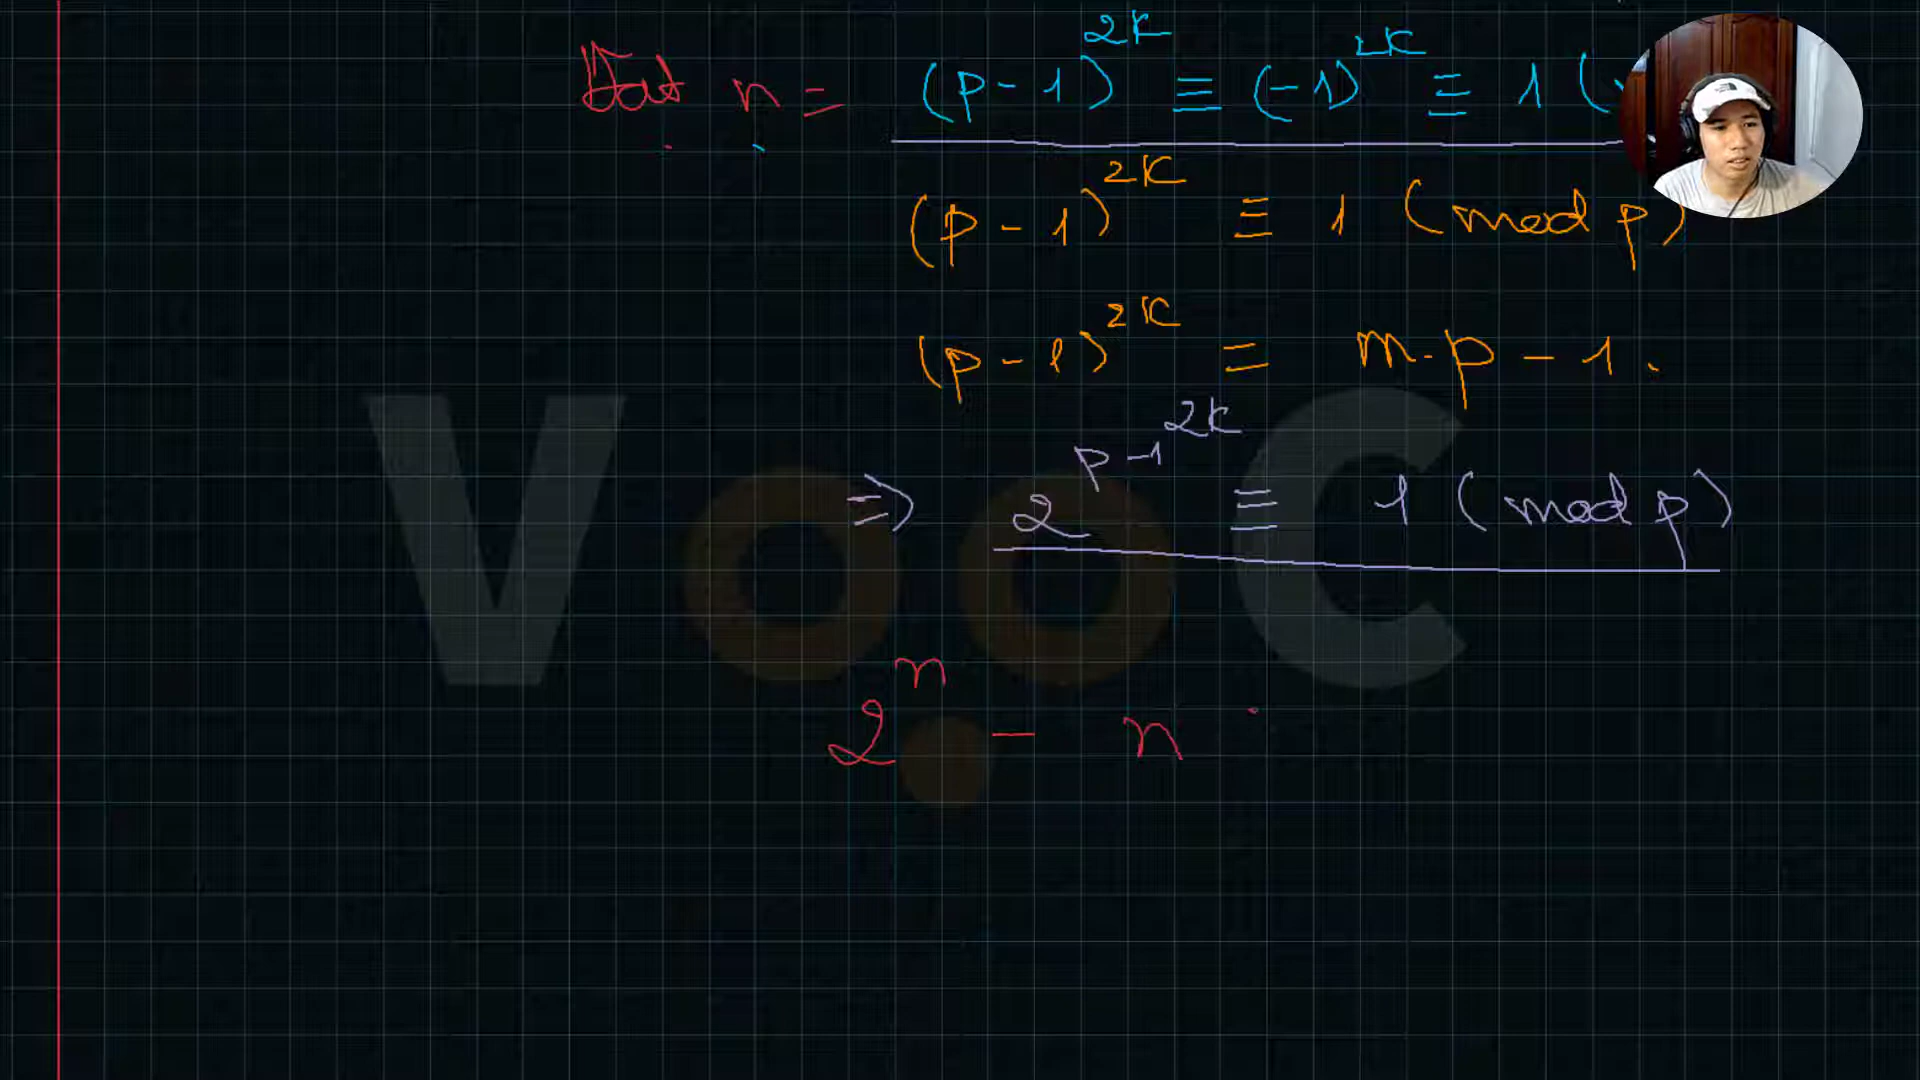 Đặt n = (p-1)^{2k} ≡ (-1)^{2k} ≡ 1 (
(p-1)^{2k} ≡ 1 (mod p)
(p-1)^{2k} ≡ m.p - 1.
=> 2^{p-1^{2k}} ≡ 1 (mod p)
VOOC
2^n - n